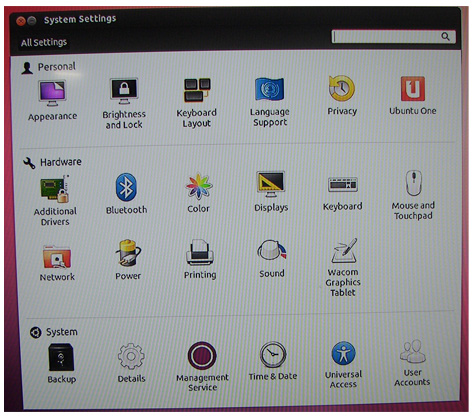 System Settings
All Settings
Personal
Appearance
Brightness
and Lock
Keyboard
Layout
Language
Support
Privacy
Ubuntu One
Hardware
Additional
Drivers
Bluetooth
Color
Displays
Keyboard
Mouse and
Touchpad
Network
Power
Printing
Sound
Wacom
Graphics
Tablet
System
Backup
Details
Management
Service
Time & Date
Universal
Access
User
Accounts